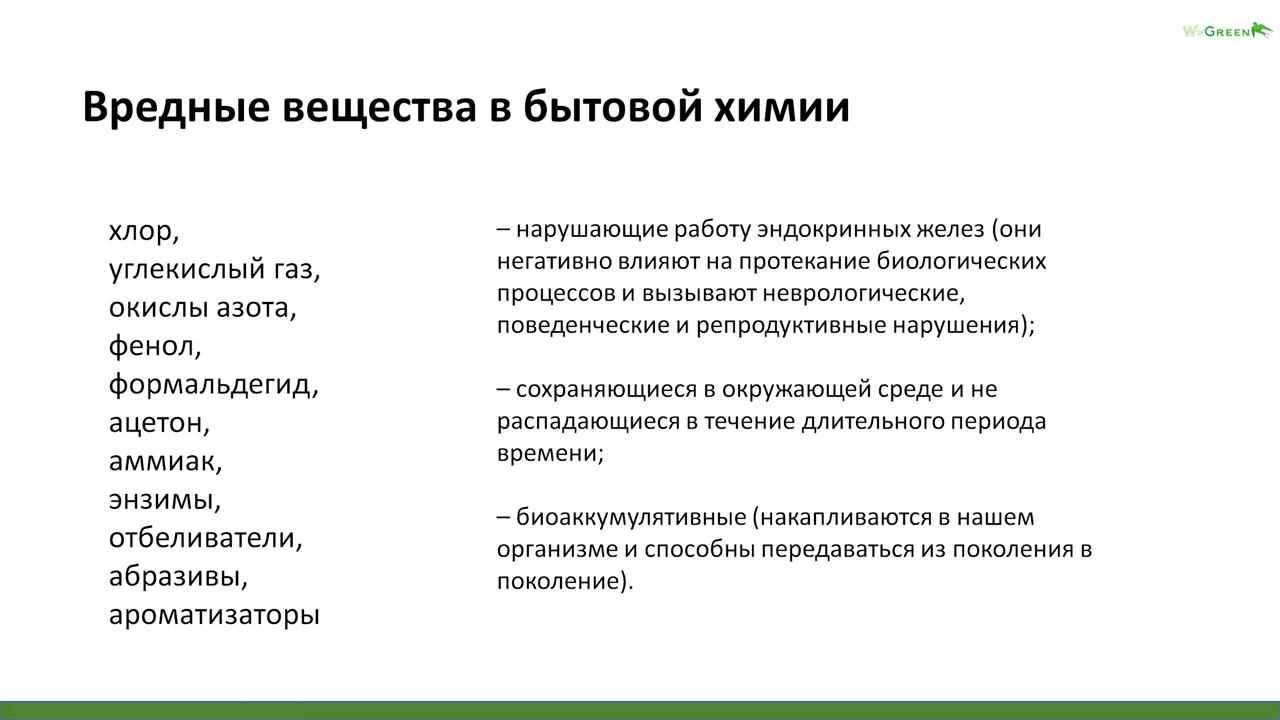 WnGreen
Вредные вещества в бытовой химии
хлор,
углекислый газ,
окислы азота,
фенол,
формальдегид,
ацетон,
аммиак,
энзимы,
отбеливатели,
абразивы,
ароматизаторы
– нарушающие работу эндокринных желез (они
негативно влияют на протекание биологических
процессов и вызывают неврологические,
поведенческие и репродуктивные нарушения);
– сохраняющиеся в окружающей среде и не
распадающиеся в течение длительного периода
времени;
– биоаккумулятивные (накапливаются в нашем
организме и способны передаваться из поколения в
поколение).